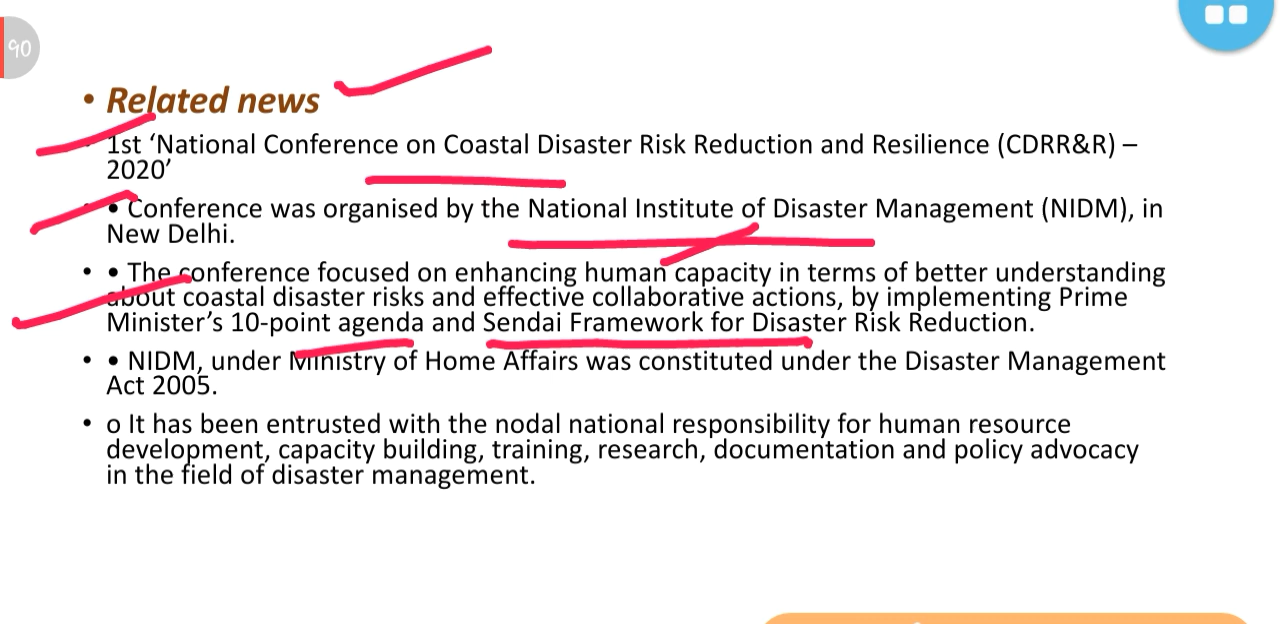 90
• Related news
1st ‘National Conference on Coastal Disaster Risk Reduction and Resilience (CDRR&R) –
2020’
• Conference was organised by the National Institute of Disaster Management (NIDM), in
New Delhi.
• • The conference focused on enhancing human capacity in terms of better understanding
about coastal disaster risks and effective collaborative actions, by implementing Prime
Minister’s 10-point agenda and Sendai Framework for Disaster Risk Reduction.
• • NIDM, under Ministry of Home Affairs was constituted under the Disaster Management
Act 2005.
• o It has been entrusted with the nodal national responsibility for human resource
development, capacity building, training, research, documentation and policy advocacy
in the field of disaster management.